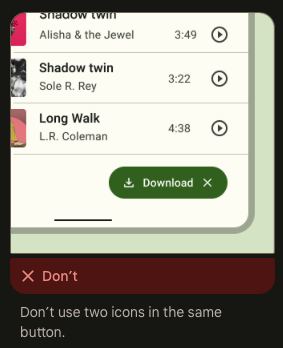 Shadow twin
Alisha & the Jewel 3:49
Shadow twin
Sole R. Rey 3:22
Long Walk
L.R. Coleman 4:38
Download
Don’t
Don’t use two icons in the same
button.